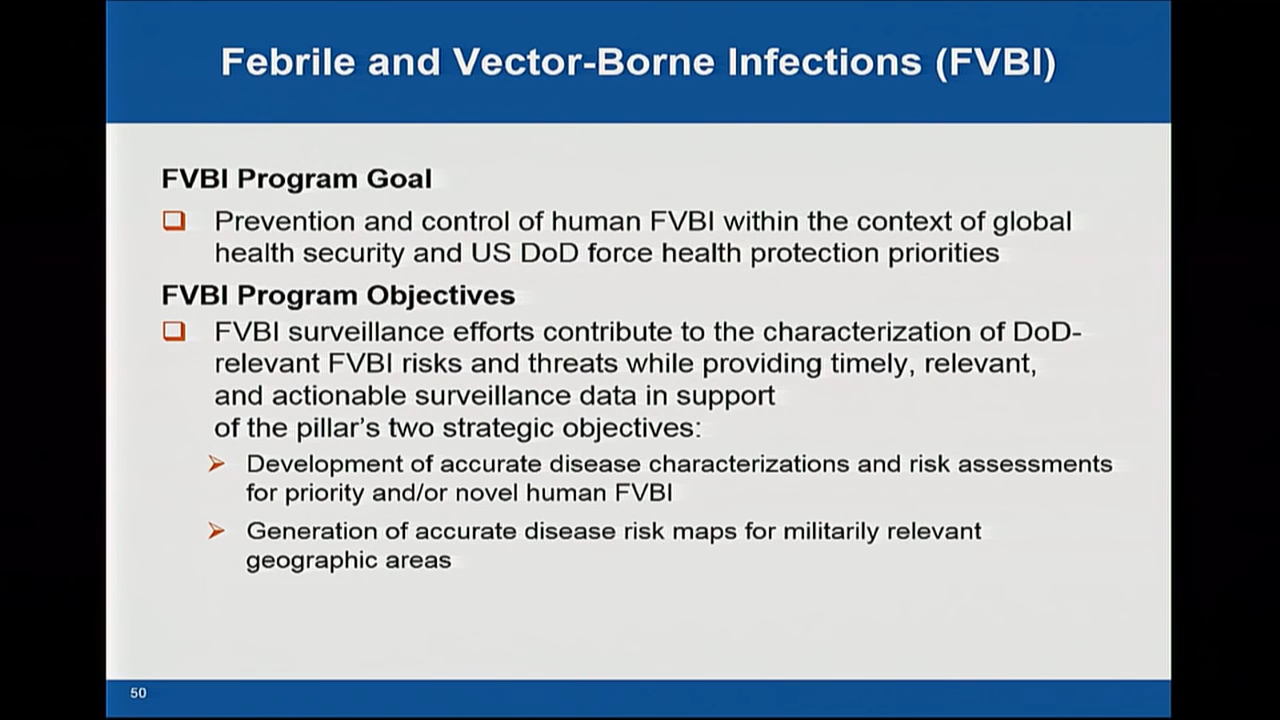 Febrile and Vector-Borne Infections (FVBI)
FVBI Program Goal
Prevention and control of human FVBI within the context of global
health security and US DoD force health protection priorities
FVBI Program Objectives
FVBI surveillance efforts contribute to the characterization of DoD-
relevant FVBI risks and threats while providing timely, relevant,
and actionable surveillance data in support
of the pillar's two strategic objectives:
Development of accurate disease characterizations and risk assessments
for priority and/or novel human FVBI
Generation of accurate disease risk maps for militarily relevant
geographic areas
50